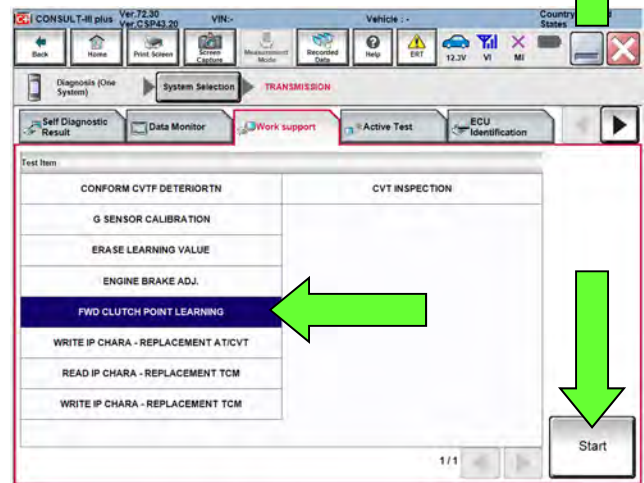 CONSULT-III plus Ver.72.30 VIN:- Vehicle : - Country
Ver.CSP43.20 States
Back Home Print Screen Screen Capture Measurement Mode Recorded Data Help ERT 12.3V VI MI
Diagnosis (One System) System Selection TRANSMISSION
Self Diagnostic Result Data Monitor Work support Active Test ECU Identification
Test Item
CONFORM CVTF DETERIORTN CVT INSPECTION
G SENSOR CALIBRATION
ERASE LEARNING VALUE
ENGINE BRAKE ADJ.
FWD CLUTCH POINT LEARNING
WRITE IP CHARA - REPLACEMENT AT/CVT
READ IP CHARA - REPLACEMENT TCM
WRITE IP CHARA - REPLACEMENT TCM
Start
1/1